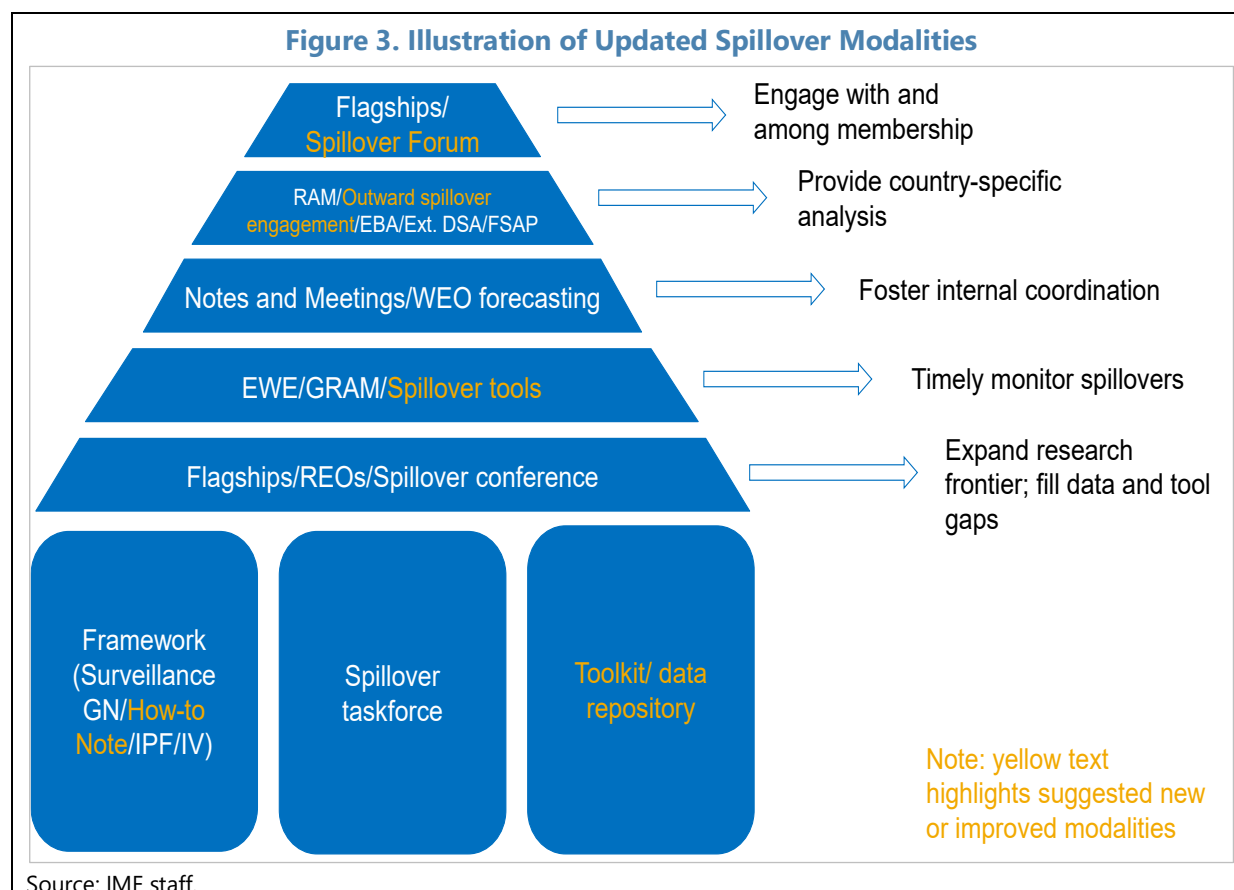 Figure 3. Illustration of Updated Spillover Modalities
Flagships/
Spillover Forum
Engage with and
among membership
RAM/Outward spillover
engagement/EBA/Ext. DSA/FSAP
Provide country-specific
analysis
Notes and Meetings/WEO forecasting
Foster internal coordination
EWE/GRAM/Spillover tools
Timely monitor spillovers
Flagships/REOs/Spillover conference
Expand research
frontier; fill data and tool
gaps
Framework
(Surveillance
GN/How-to
Note/IPF/IV)
Spillover
taskforce
Toolkit/ data
repository
Note: yellow text
highlights suggested new
or improved modalities
Source: IMF staff